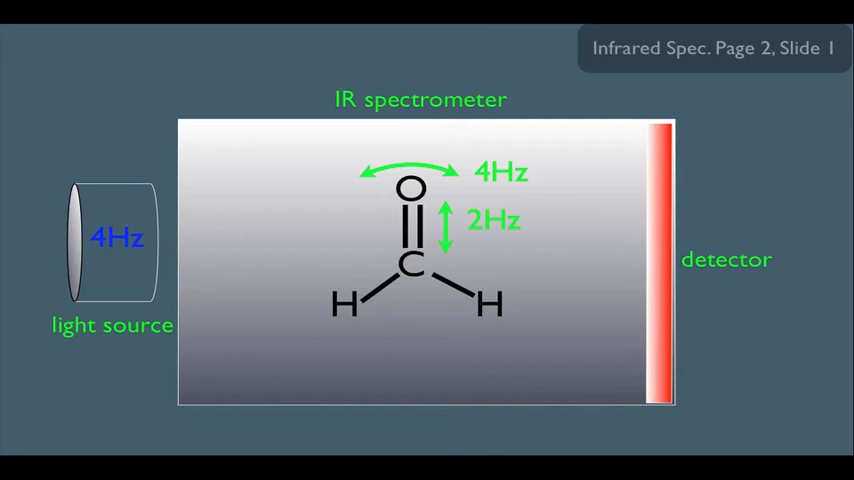 Infrared Spec. Page 2, Slide 1
IR spectrometer
4Hz
O
2Hz
4Hz
C
detector
H
H
light source